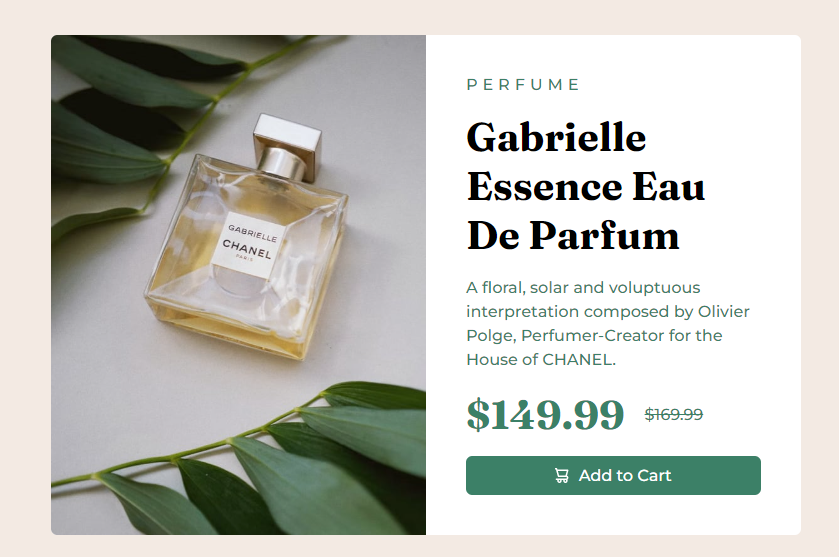 GABRIELLE
CHANEL
PARIS
PERFUME
Gabrielle
Essence Eau
De Parfum
A floral, solar and voluptuous
interpretation composed by Olivier
Polge, Perfumer-Creator for the
House of CHANEL.
$149.99 $169.99
Add to Cart